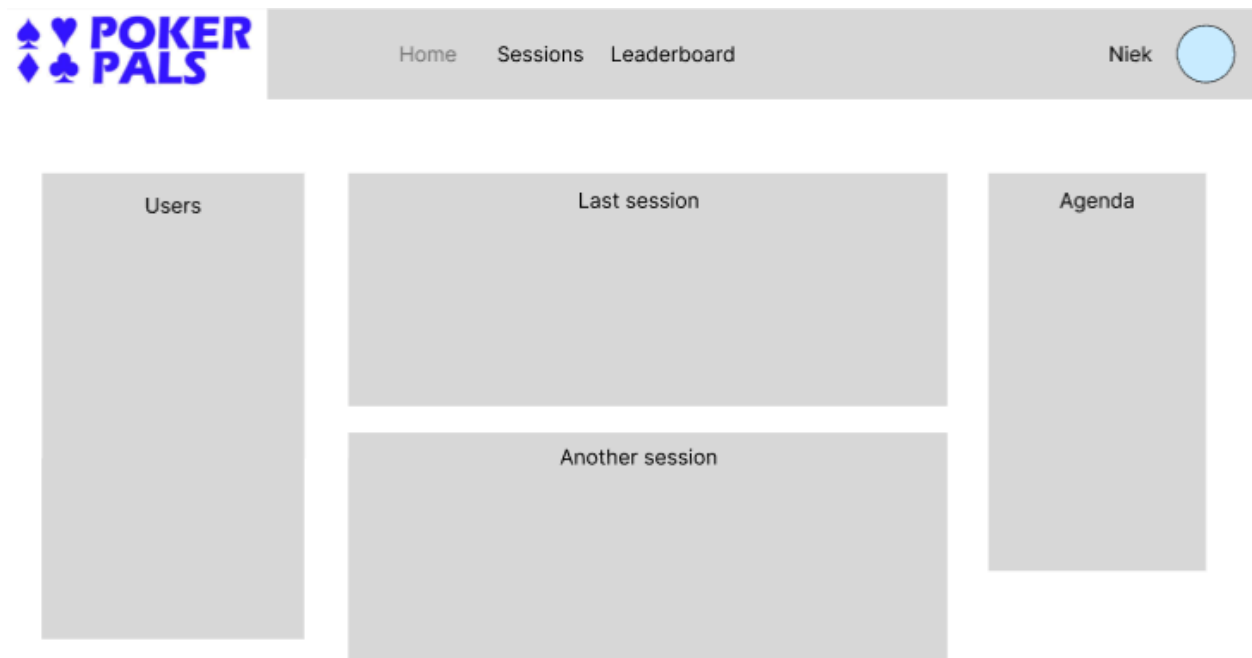 POKER
PALS
Home Sessions Leaderboard Niek
Users
Last session
Agenda
Another session